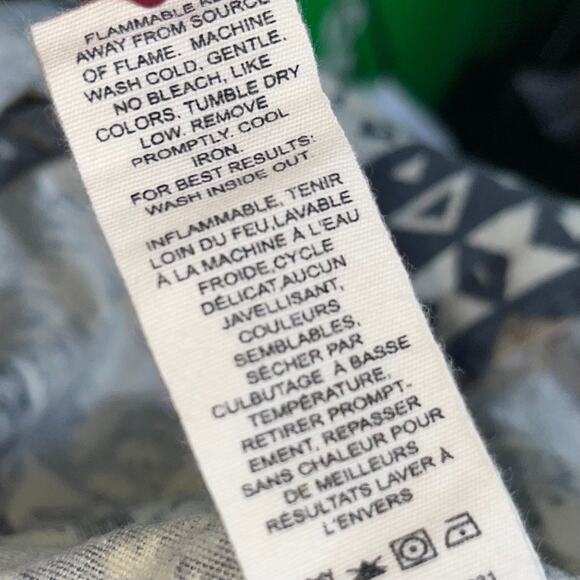 FLAMMABLE
AWAY FROM SOURCE
OF FLAME. MACHINE
WASH COLD, GENTLE,
NO BLEACH, LIKE
COLORS, TUMBLE DRY
LOW. REMOVE
PROMPTLY. COOL
IRON.
FOR BEST RESULTS:
WASH INSIDE OUT
INFLAMMABLE, TENIR
LOIN DU FEU,LAVABLE
À LA MACHINE À L'EAU
FROIDE,CYCLE
DÉLICAT,AUCUN
JAVELLISANT,
COULEURS
SEMBLABLES,
SÈCHER PAR
CULBUTAGE À BASSE
TEMPÉRATURE,
RETIRER PROMPT-
EMENT, REPASSER
SANS CHALEUR POUR
DE MEILLEURS
RÉSULTATS LAVER À
L'ENVERS